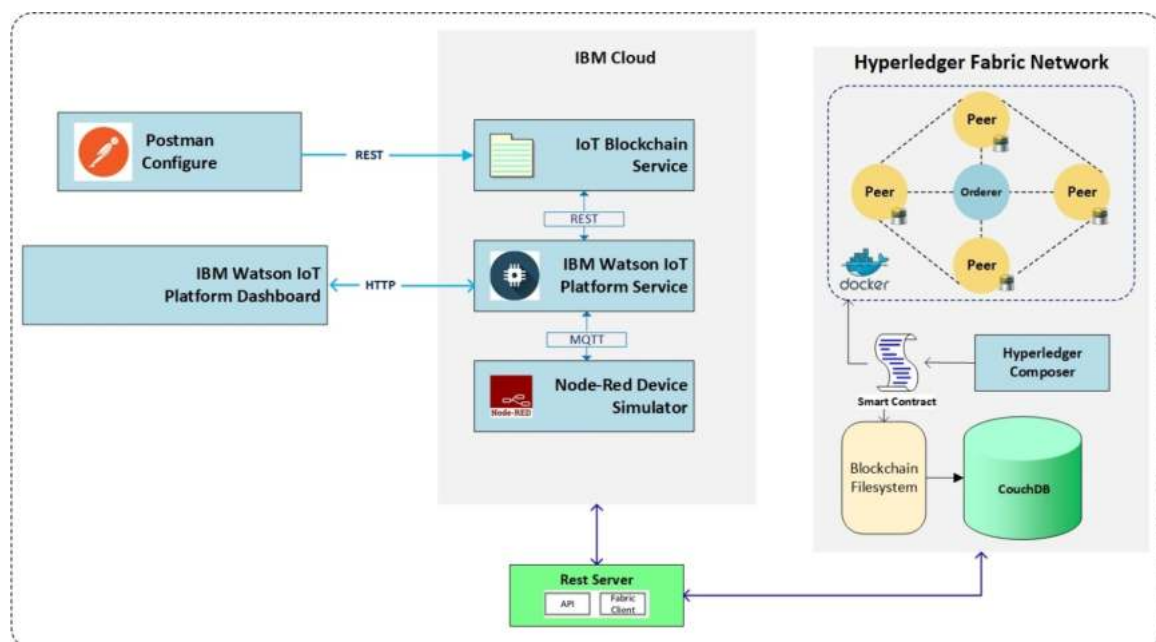 IBM Cloud
Hyperledger Fabric Network
Postman
Configure
REST
IoT Blockchain
Service
REST
IBM Watson IoT
Platform Dashboard
HTTP
IBM Watson IoT
Platform Service
MQTT
Node-RED
Node-Red Device
Simulator
Peer
Peer
Orderer
Peer
Peer
docker
Hyperledger
Composer
Smart Contract
Blockchain
Filesystem
CouchDB
Rest Server
API
Fabric
Client